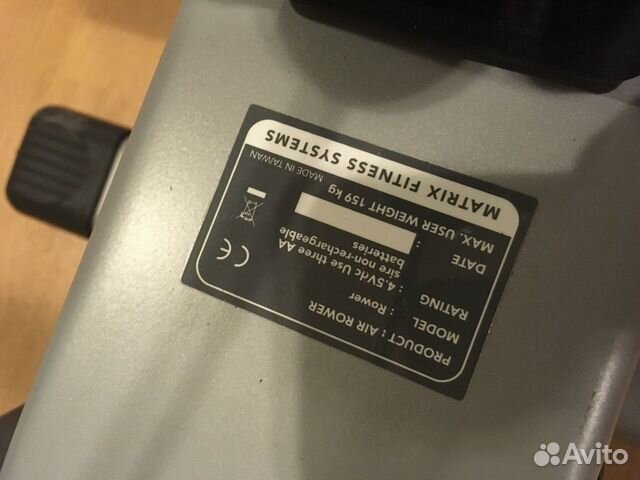 PRODUCT : AIR ROWER
MODEL : Rower
RATING : 4.5Vdc Use three AA
sire non-rechargeable
batteries
DATE :
MAX. USER WEIGHT 159 kg
MADE IN TAIWAN
MATRIX FITNESS SYSTEMS
CE
Avito